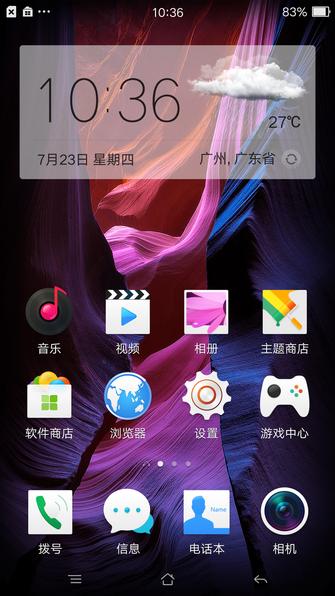 10:36
83%
10:36
27℃
7月23日 星期四
广州, 广东省
音乐
视频
相册
主题商店
软件商店
浏览器
设置
游戏中心
Name
拨号
信息
电话本
相机